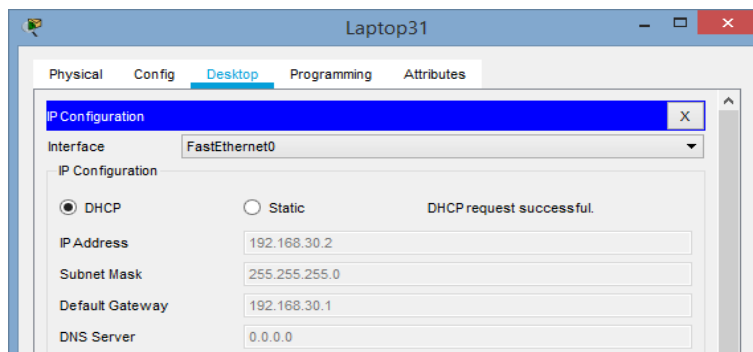 Laptop31
Physical Config Desktop Programming Attributes
IP Configuration X
Interface FastEthernet0
IP Configuration
DHCP Static DHCP request successful.
IP Address 192.168.30.2
Subnet Mask 255.255.255.0
Default Gateway 192.168.30.1
DNS Server 0.0.0.0